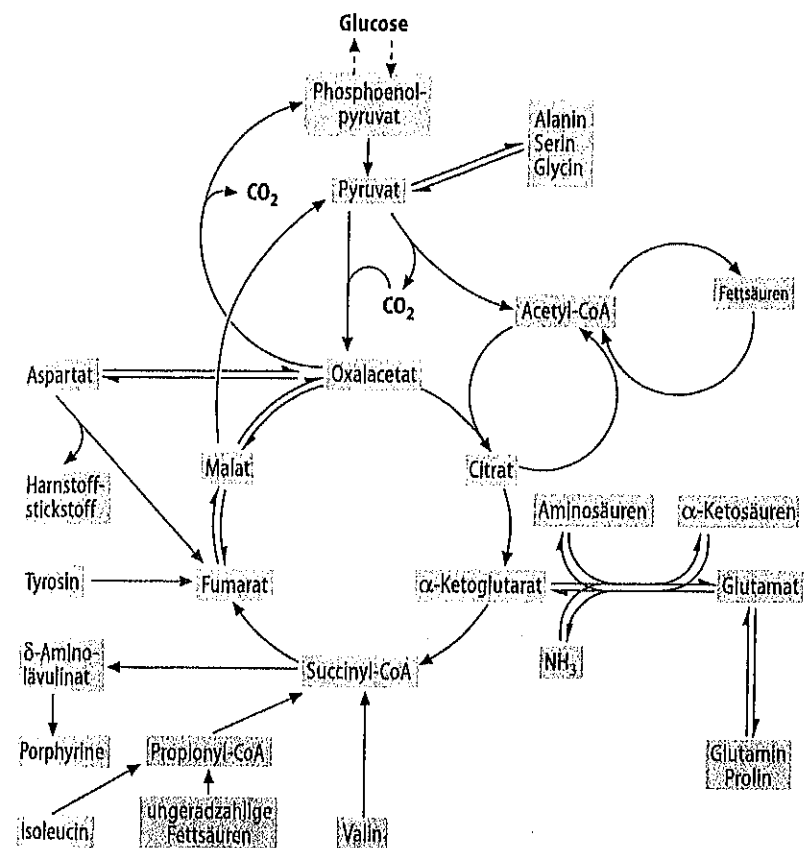 Glucose
Phosphoenol-
pyruvat
Alanin
Serin
Glycin
Pyruvat
CO₂
CO₂
Acetyl-CoA
Fettsäuren
Aspartat
Oxalacetat
Malat
Citrat
Harnstoff-
stickstoff
Aminosäuren
α-Ketosäuren
Tyrosin
Fumarat
α-Ketoglutarat
Glutamat
NH₃
δ-Amino-
lävulinat
Succinyl-CoA
Porphyrine
Propionyl-CoA
Glutamin
Prolin
Isoleucin
ungeradzahlige
Fettsäuren
Valin